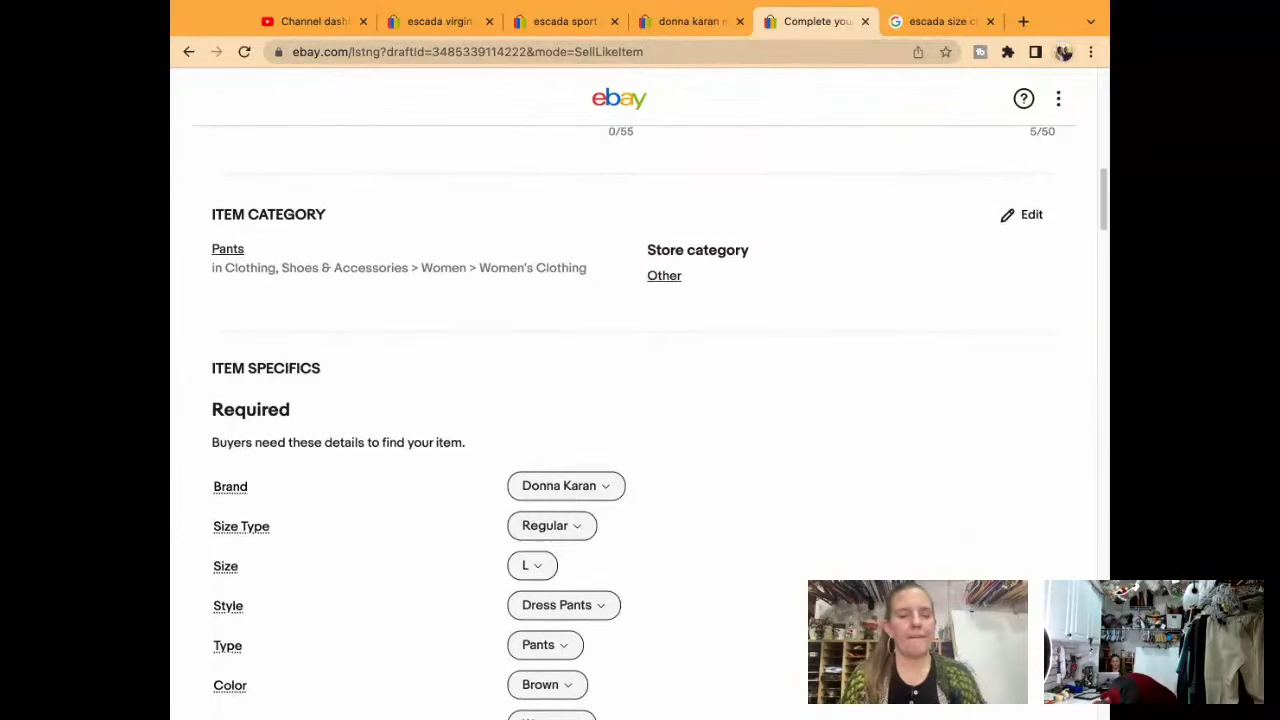 Channel dash
escada virgin
escada sport
donna karan
Complete you
escada size c
ebay.com/lstng?draftId=3485339114222&mode=SellLikeItem
ebay
0/55
5/50
ITEM CATEGORY
Edit
Pants
in Clothing, Shoes & Accessories > Women > Women's Clothing
Store category
Other
ITEM SPECIFICS
Required
Buyers need these details to find your item.
Brand
Donna Karan
Size Type
Regular
Size
L
Style
Dress Pants
Type
Pants
Color
Brown